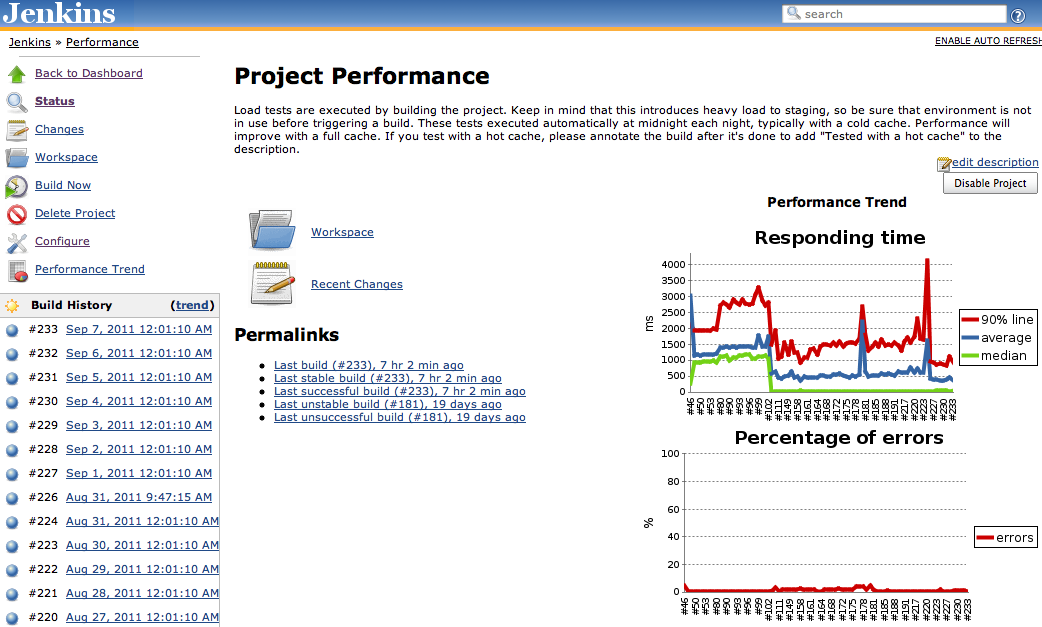 Jenkins
search
?
Jenkins » Performance
ENABLE AUTO REFRESH
Back to Dashboard
Status
Changes
Workspace
Build Now
Delete Project
Configure
Performance Trend
Build History (trend)
#233 Sep 7, 2011 12:01:10 AM
#232 Sep 6, 2011 12:01:10 AM
#231 Sep 5, 2011 12:01:10 AM
#230 Sep 4, 2011 12:01:10 AM
#229 Sep 3, 2011 12:01:10 AM
#228 Sep 2, 2011 12:01:10 AM
#227 Sep 1, 2011 12:01:10 AM
#226 Aug 31, 2011 9:47:15 AM
#224 Aug 31, 2011 12:01:10 AM
#223 Aug 30, 2011 12:01:10 AM
#222 Aug 29, 2011 12:01:10 AM
#221 Aug 28, 2011 12:01:10 AM
#220 Aug 27, 2011 12:01:10 AM
Project Performance
Load tests are executed by building the project. Keep in mind that this introduces heavy load to staging, so be sure that environment is not
in use before triggering a build. These tests executed automatically at midnight each night, typically with a cold cache. Performance will
improve with a full cache. If you test with a hot cache, please annotate the build after it's done to add "Tested with a hot cache" to the
description.
edit description
Disable Project
Workspace
Recent Changes
Permalinks
Last build (#233), 7 hr 2 min ago
Last stable build (#233), 7 hr 2 min ago
Last successful build (#233), 7 hr 2 min ago
Last unstable build (#181), 19 days ago
Last unsuccessful build (#181), 19 days ago
Performance Trend
Responding time
4000
3500
3000
2500
2000
1500
1000
500
0
ms
90% line
average
median
#46 #50 #53 #80 #90 #93 #96 #99 #102 #111 #149 #158 #161 #164 #168 #172 #175 #178 #181 #185 #188 #191 #217 #220 #223 #227 #230 #233
Percentage of errors
100
80
60
40
20
0
%
errors
#46 #50 #53 #80 #90 #93 #96 #99 #102 #111 #149 #158 #161 #164 #168 #172 #175 #178 #181 #185 #188 #191 #217 #220 #223 #227 #230 #233